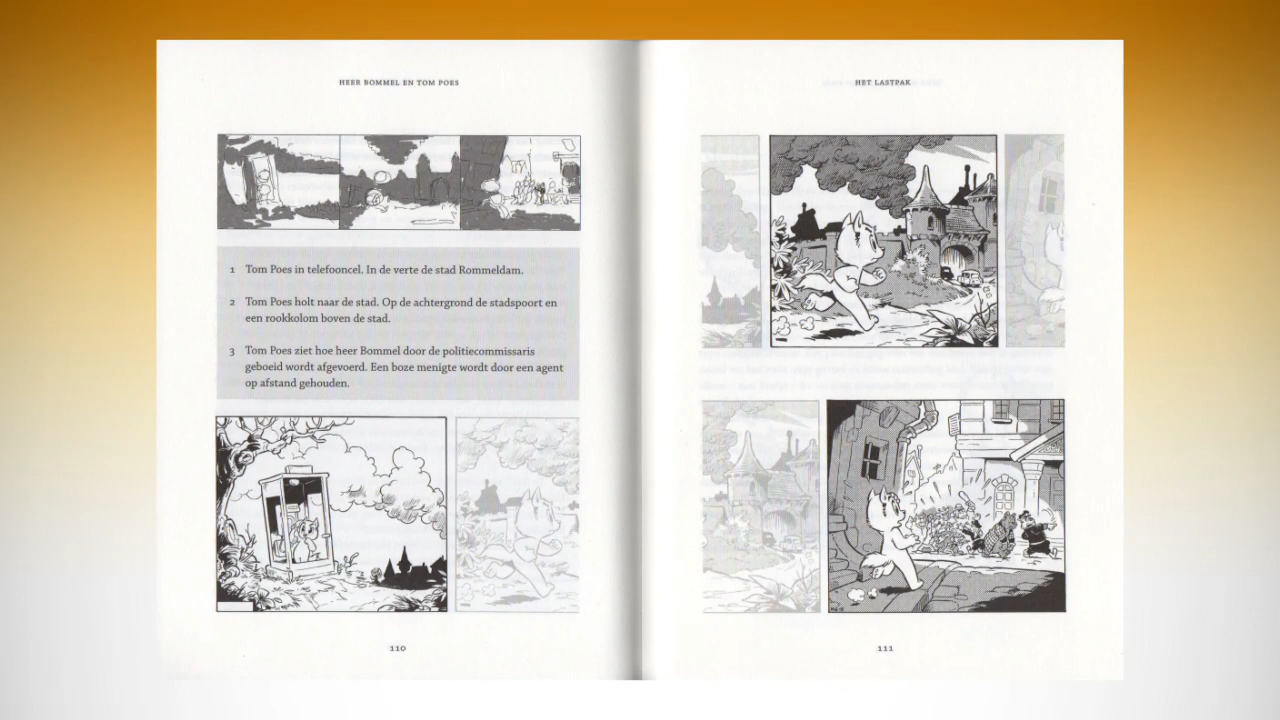 HEER BOMMEL EN TOM POES
1 Tom Poes in telefooncel. In de verte de stad Rommeldam.
2 Tom Poes holt naar de stad. Op de achtergrond de stadspoort en
een rookkolom boven de stad.
3 Tom Poes ziet hoe heer Bommel door de politiecommissaris
geboeid wordt afgevoerd. Een boze menigte wordt door een agent
op afstand gehouden.
110
HET LASTPAK
111